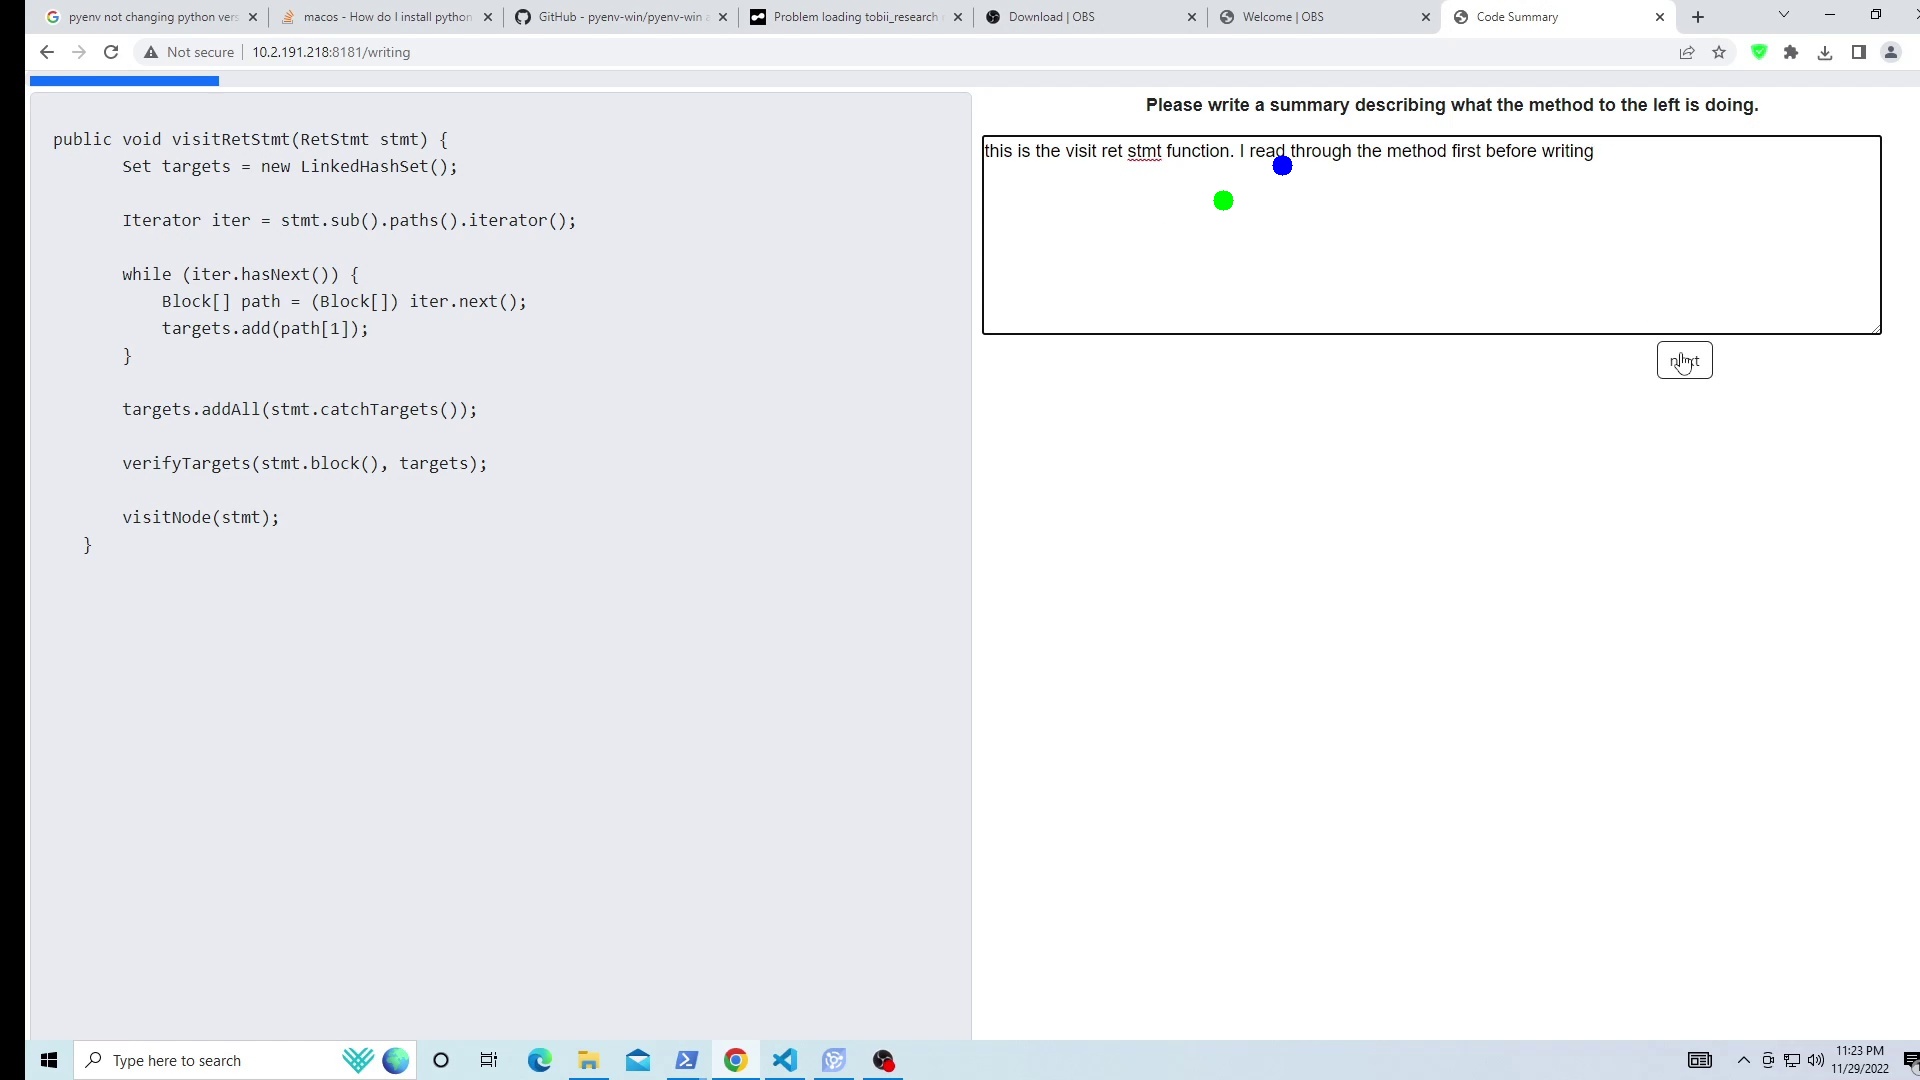 pyenv not changing python vers
macos - How do I install python
GitHub - pyenv-win/pyenv-win a
Problem loading tobii_research
Download | OBS
Welcome | OBS
Code Summary
Not secure
10.2.191.218:8181/writing
public void visitRetStmt(RetStmt stmt) {
Set targets = new LinkedHashSet();
Iterator iter = stmt.sub().paths().iterator();
while (iter.hasNext()) {
Block[] path = (Block[]) iter.next();
targets.add(path[1]);
}
targets.addAll(stmt.catchTargets());
verifyTargets(stmt.block(), targets);
visitNode(stmt);
}
Please write a summary describing what the method to the left is doing.
this is the visit ret stmt function. I read through the method first before writing
next
Type here to search
11:23 PM
11/29/2022